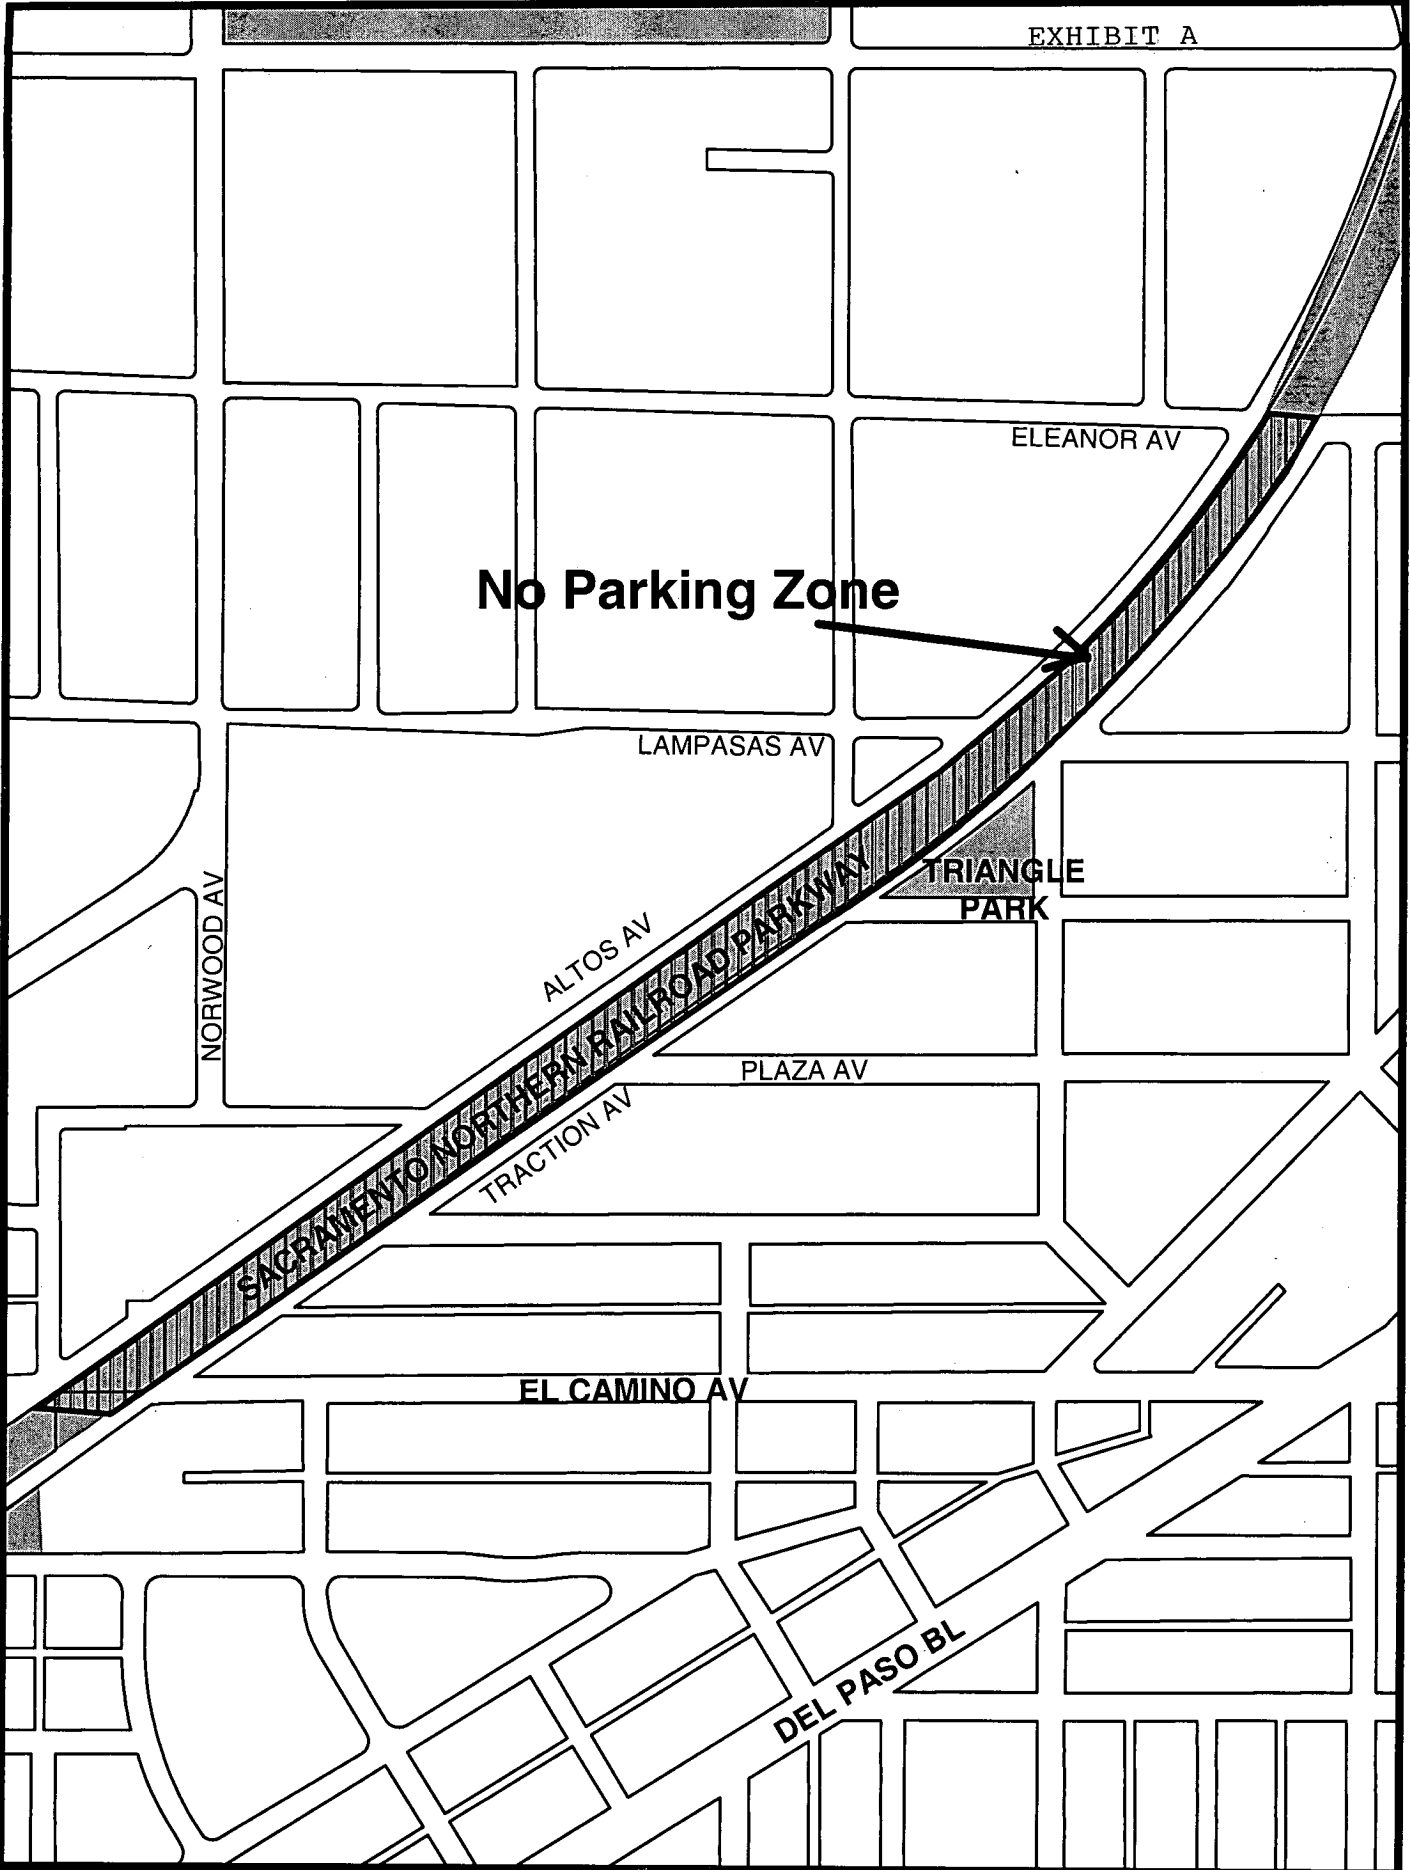 EXHIBIT A
ELEANOR AV
No Parking Zone
LAMPASAS AV
TRIANGLE
PARK
NORWOOD AV
ALTOS AV
SACRAMENTO NORTHERN RAILROAD PARKWAY
PLAZA AV
TRACTION AV
EL CAMINO AV
DEL PASO BL